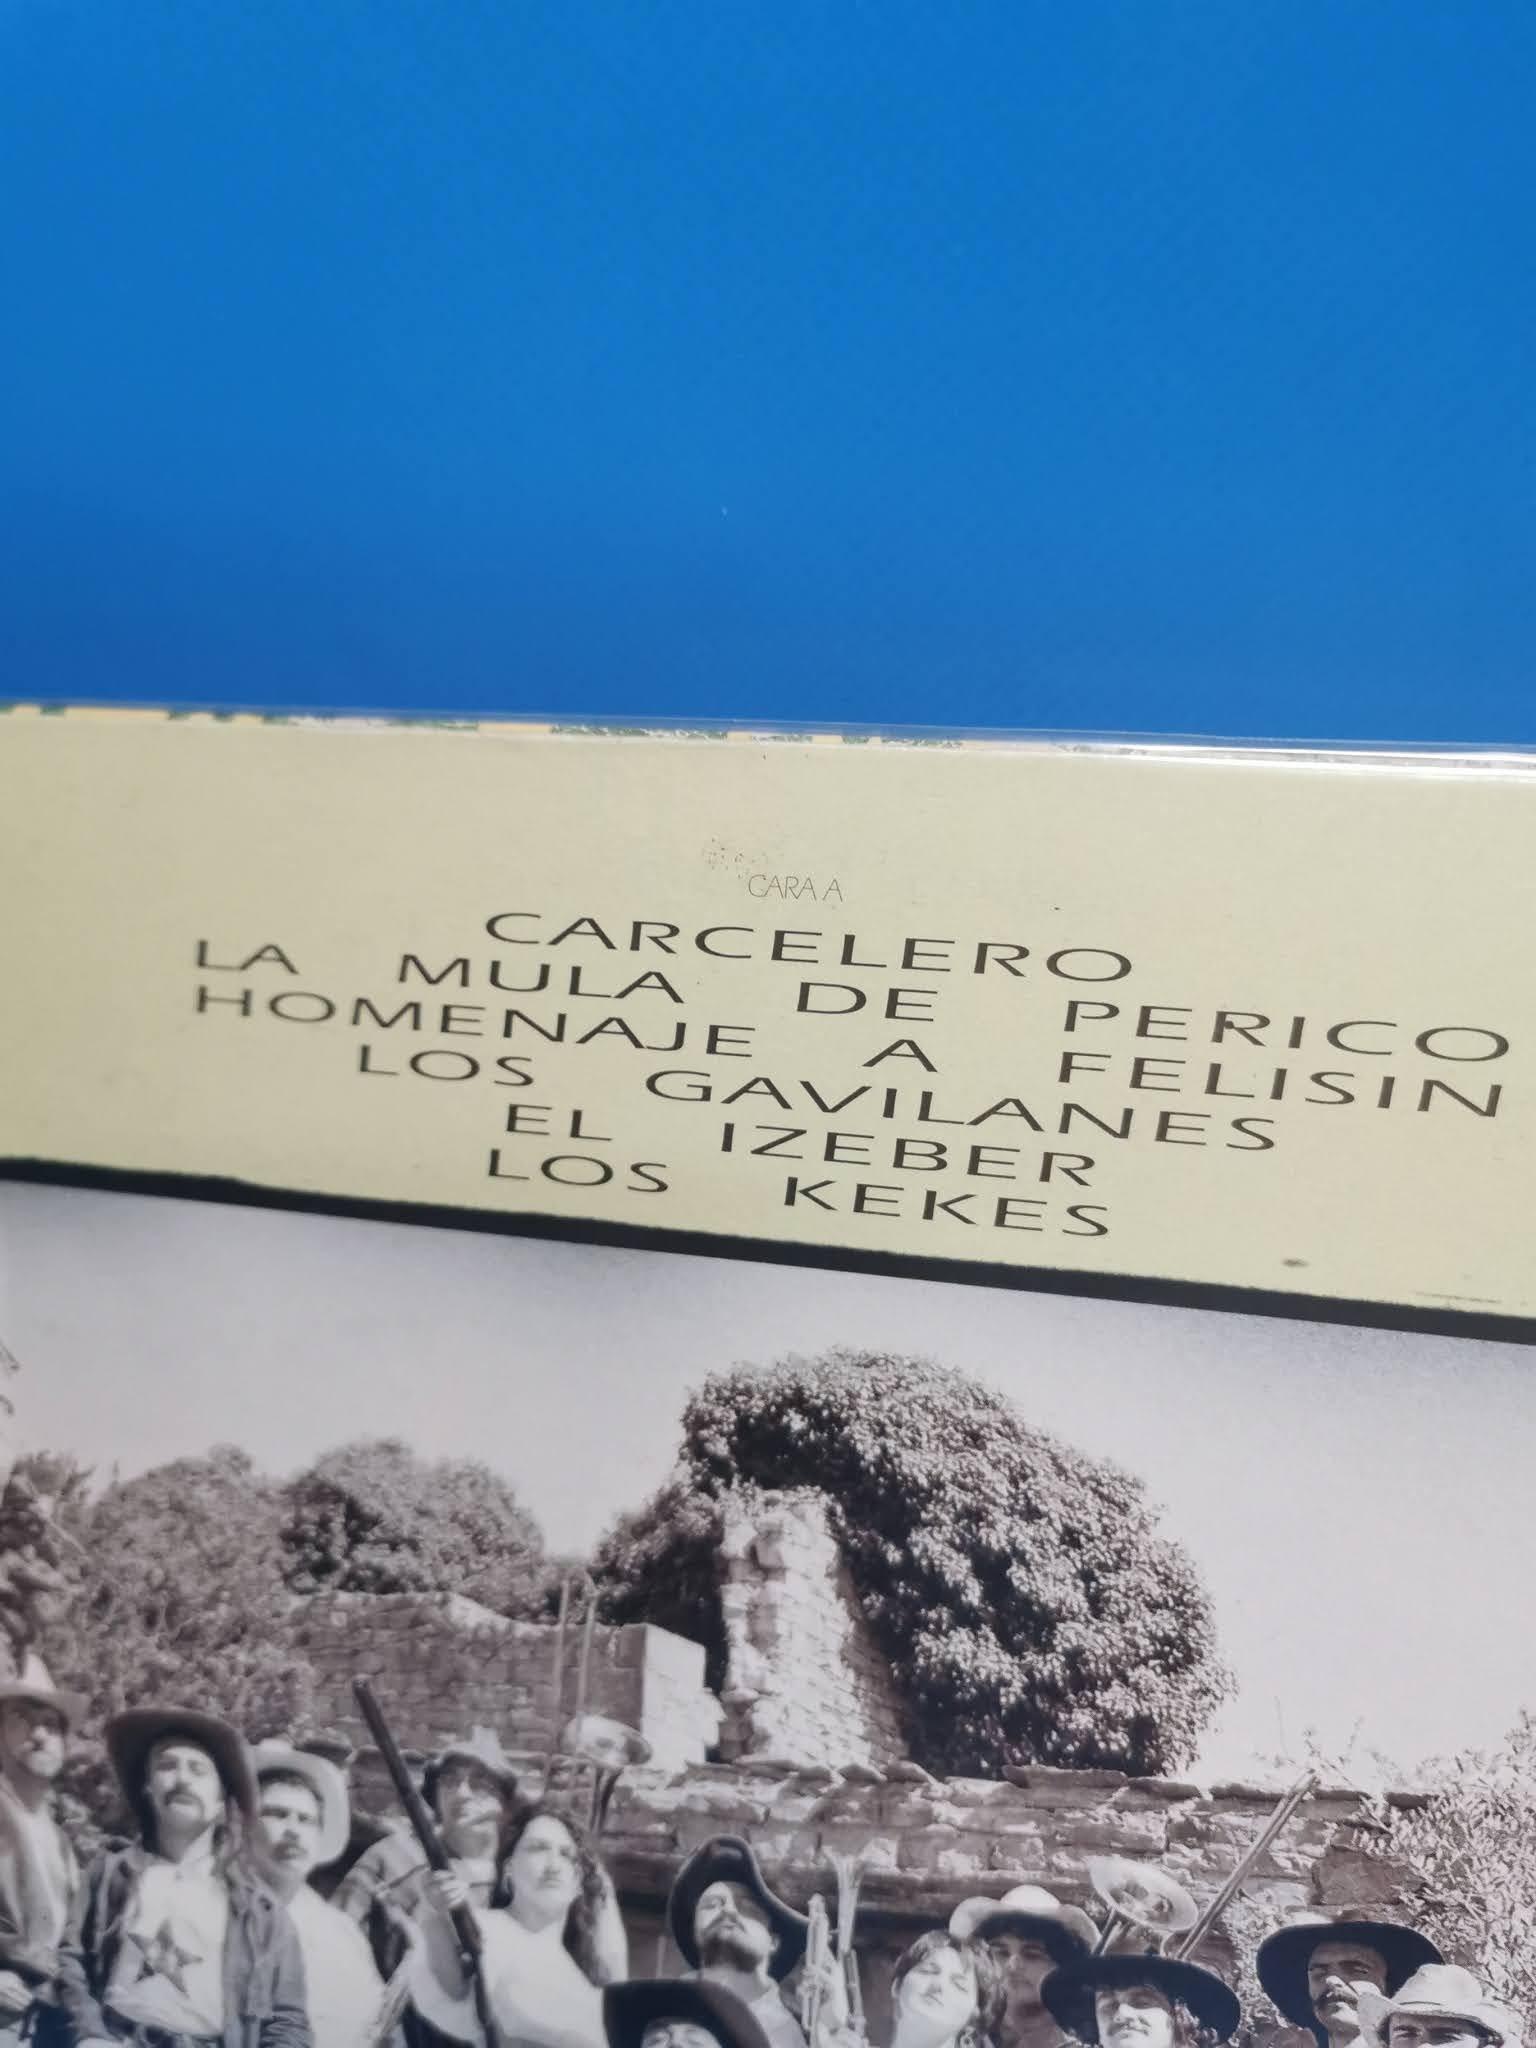 CARA A
CARCELERO
LA MULA DE PERICO
HOMENAJE A FELISIN
LOS GAVILANES
EL IZEBER
LOS KEKES